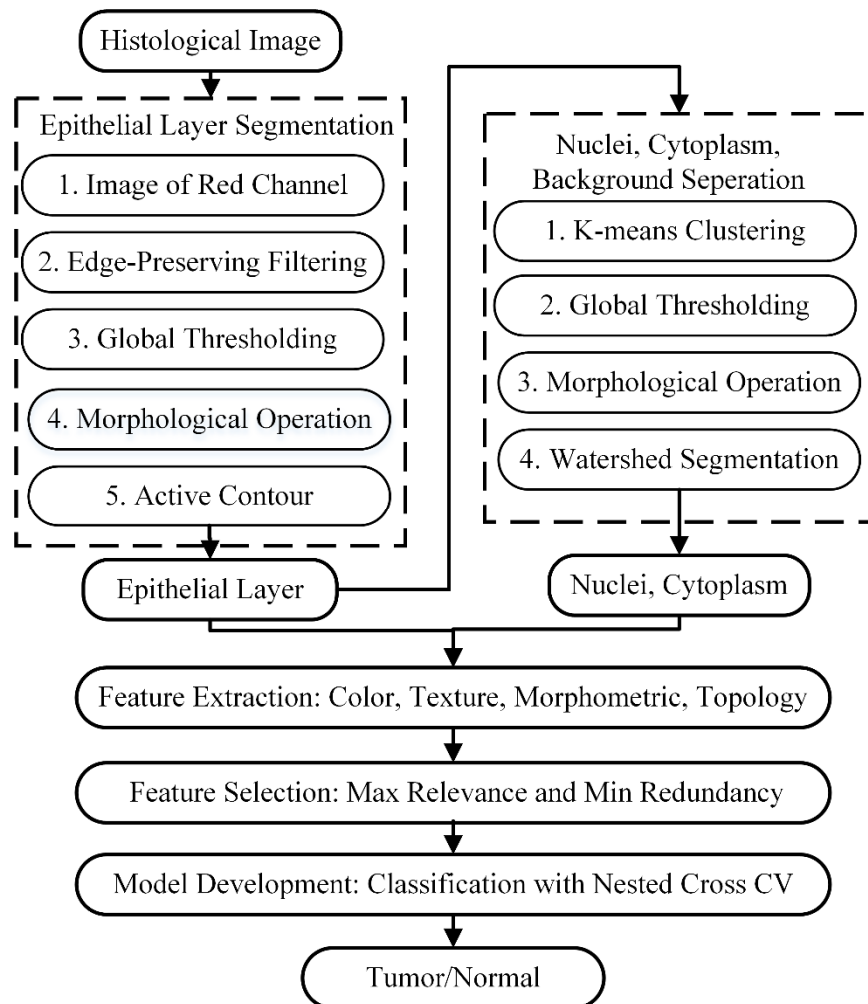 Histological Image
Epithelial Layer Segmentation
1. Image of Red Channel
2. Edge-Preserving Filtering
3. Global Thresholding
4. Morphological Operation
5. Active Contour
Epithelial Layer
Nuclei, Cytoplasm,
Background Seperation
1. K-means Clustering
2. Global Thresholding
3. Morphological Operation
4. Watershed Segmentation
Nuclei, Cytoplasm
Feature Extraction: Color, Texture, Morphometric, Topology
Feature Selection: Max Relevance and Min Redundancy
Model Development: Classification with Nested Cross CV
Tumor/Normal